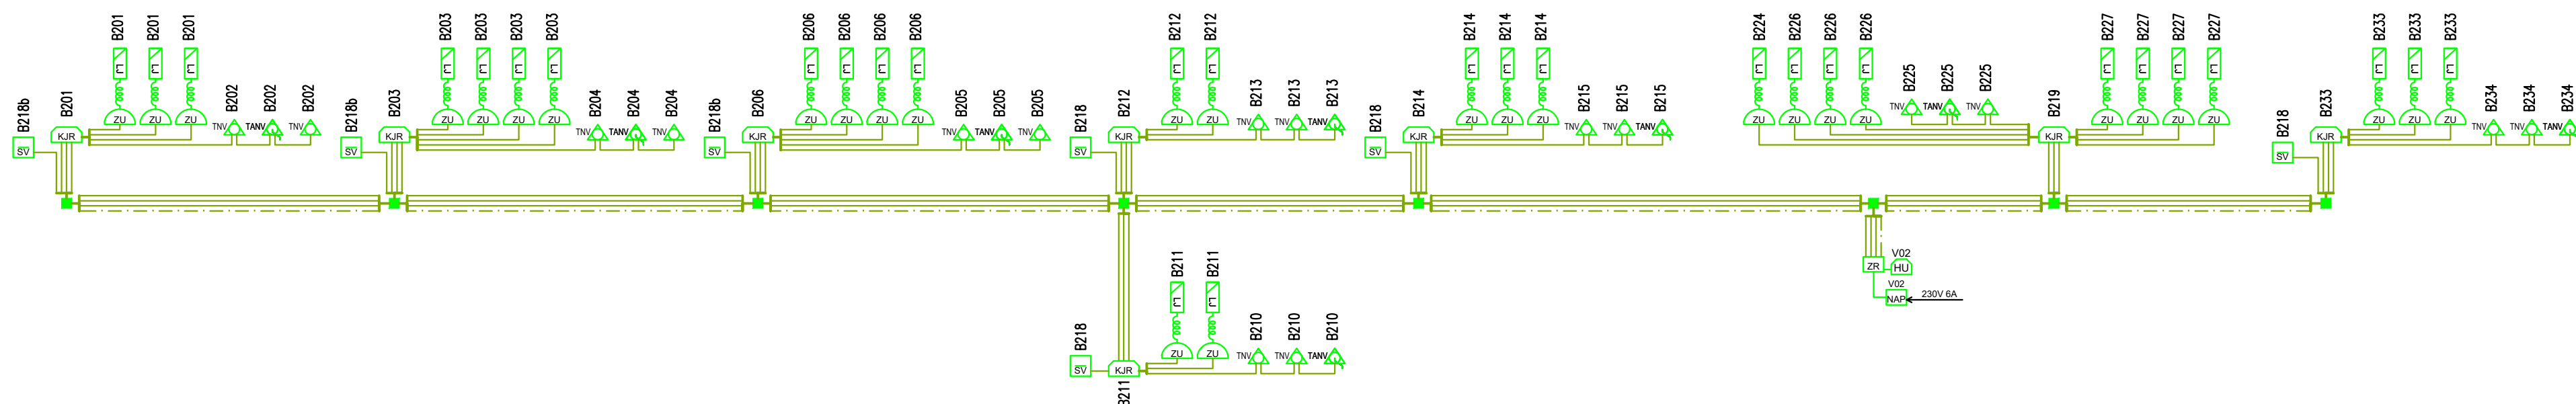 B201 B201 B201
B218b B201 B202 B202 B202
SV KJR ZU ZU ZU TNV TANV TNV
B203 B203 B203 B203
B218b B203 B204 B204 B204
SV KJR ZU ZU ZU ZU TNV TANV TNV
B206 B206 B206 B206
B218b B206 B205 B205 B205
SV KJR ZU ZU ZU ZU TNV TANV TNV
B212 B212
B218 B212 B213 B213 B213
SV KJR ZU ZU TNV TNV TANV
B214 B214 B214
B218 B214 B215 B215 B215
SV KJR ZU ZU ZU TNV TNV TANV
B224 B226 B226 B226
B225 B225 B225
ZU ZU ZU ZU TNV TANV TNV
B227 B227 B227 B227
B219
KJR ZU ZU ZU ZU
B233 B233 B233
B218 B233 B234 B234 B234
SV KJR ZU ZU ZU TNV TNV TANV
B211 B211
B218 B210 B210 B210
SV KJR ZU ZU TNV TNV TANV
B211
V02
ZR HU
V02
NAP 230V 6A